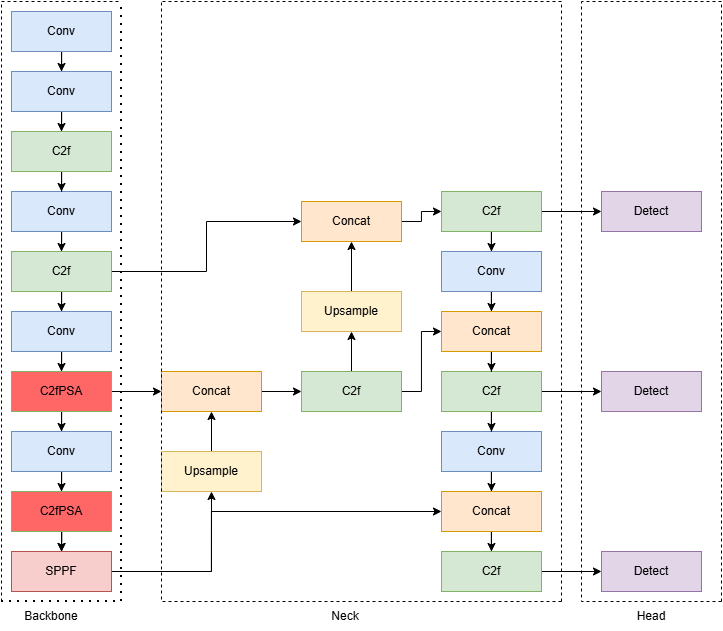 Conv
Conv
C2f
Conv
C2f
Conv
C2fPSA
Conv
C2fPSA
SPPF
Backbone
Concat
Upsample
Concat
Upsample
C2f
C2f
Conv
Concat
C2f
Conv
Concat
C2f
Neck
Detect
Detect
Detect
Head